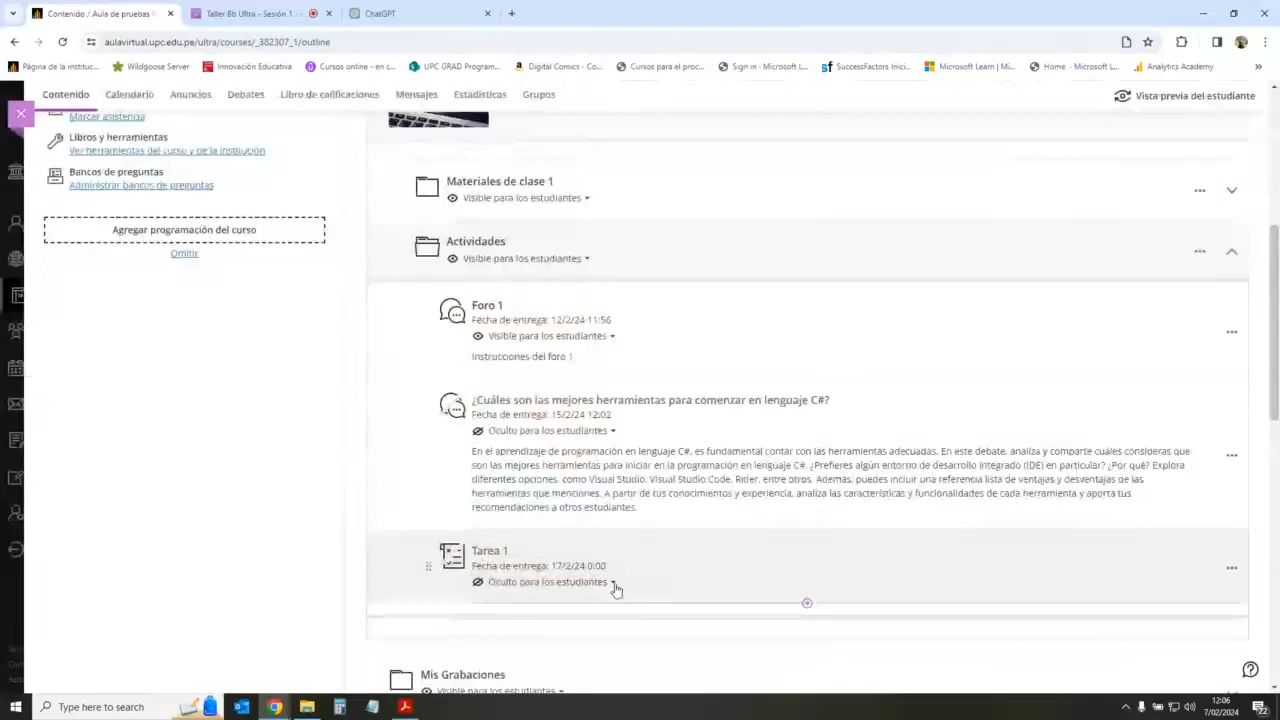 Contenido / Aula de pruebas
Taller Bb Ultra - Sesión 1 -
ChatGPT
aulavirtual.upc.edu.pe/ultra/courses/_382307_1/outline
Página de la instituc...
Wildgoose Server
Innovación Educativa
Cursos online - en c...
UPC GRAD Program...
Digital Comics - Co...
Cursos para el proc...
Sign in - Microsoft L...
SuccessFactors Inici...
Microsoft Learn | Mi...
Home - Microsoft L...
Analytics Academy
Contenido
Calendario
Anuncios
Debates
Libro de calificaciones
Mensajes
Estadísticas
Grupos
Vista previa del estudiante
Marcar asistencia
Libros y herramientas
Ver herramientas del curso y de la institución
Bancos de preguntas
Administrar bancos de preguntas
Agregar programación del curso
Omitir
Materiales de clase 1
Visible para los estudiantes
Actividades
Visible para los estudiantes
Foro 1
Fecha de entrega: 12/2/24 11:56
Visible para los estudiantes
Instrucciones del foro 1
¿Cuáles son las mejores herramientas para comenzar en lenguaje C#?
Fecha de entrega: 15/2/24 12:02
Oculto para los estudiantes
En el aprendizaje de programación en lenguaje C#, es fundamental contar con las herramientas adecuadas. En este debate, analiza y comparte cuáles consideras que
son las mejores herramientas para iniciar en la programación en lenguaje C#. ¿Prefieres algún entorno de desarrollo integrado (IDE) en particular? ¿Por qué? Explora
diferentes opciones, como Visual Studio, Visual Studio Code, Rider, entre otros. Además, puedes incluir una referencia lista de ventajas y desventajas de las
herramientas que menciones. A partir de tus conocimientos y experiencia, analiza las características y funcionalidades de cada herramienta y aporta tus
recomendaciones a otros estudiantes.
Tarea 1
Fecha de entrega: 17/2/24 0:00
Oculto para los estudiantes
Mis Grabaciones
Visible para los estudiantes
Type here to search
12:06
7/02/2024
22